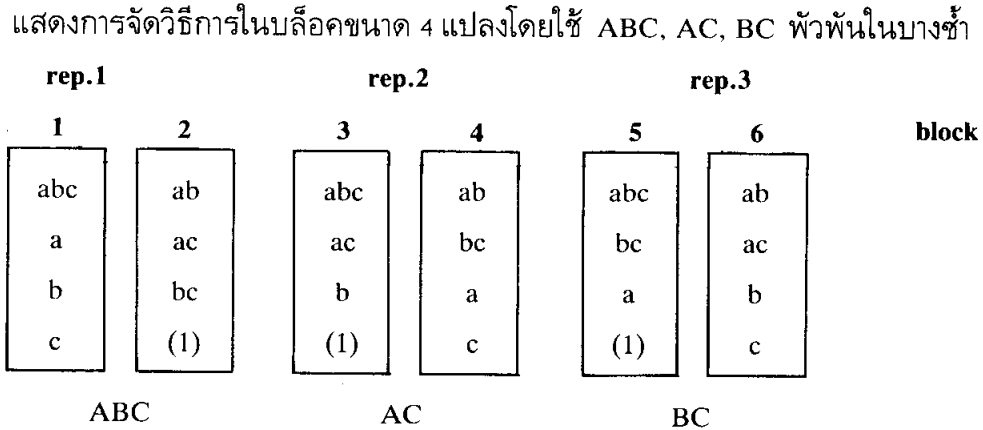 แสดงการจัดวิธีการในบล็อคขนาด 4 แปลงโดยใช้ ABC, AC, BC พัวพันในบางซ้ำ
rep.1 rep.2 rep.3
1 2 3 4 5 6 block
abc ab abc ab abc ab
a ac ac bc bc ac
b bc b a a b
c (1) (1) c (1) c
ABC AC BC